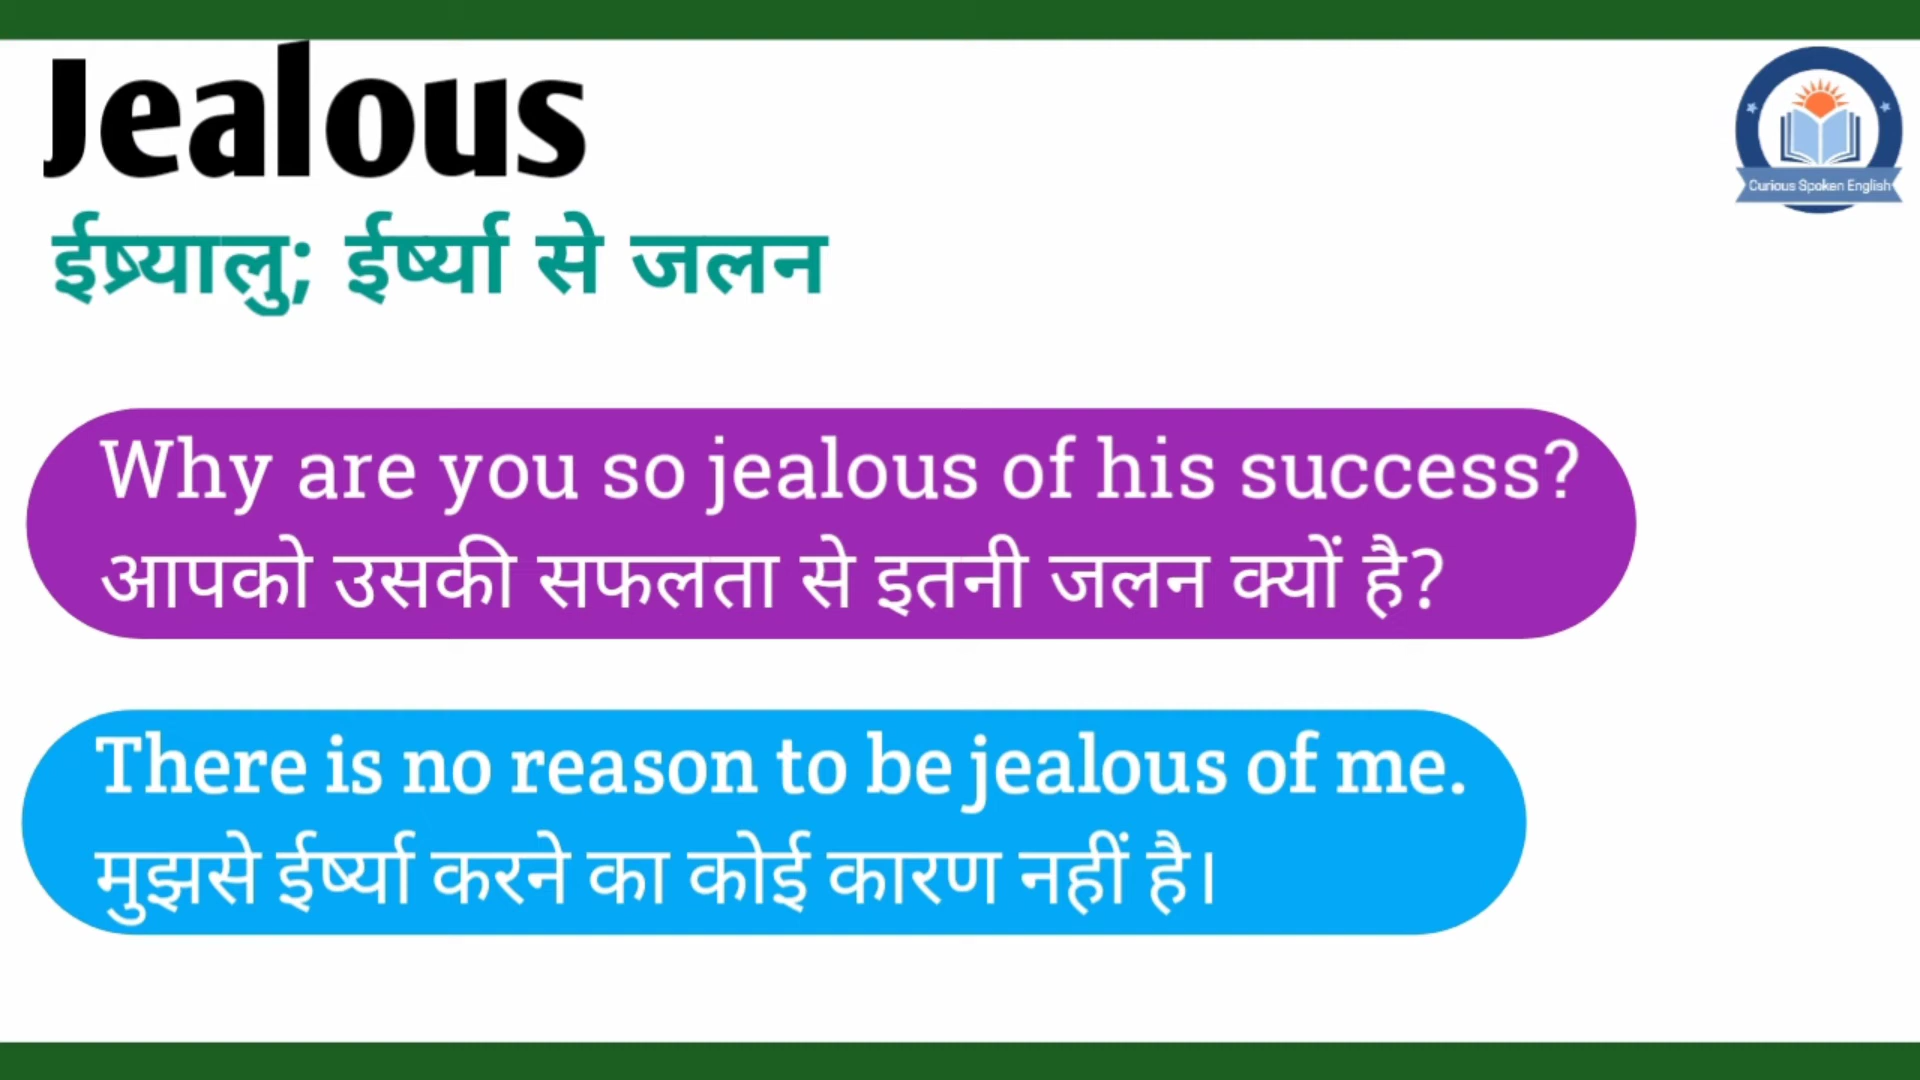 Jealous
Curious Spoken English
ईष्र्यालु; ईर्ष्या से जलन
Why are you so jealous of his success?
आपको उसकी सफलता से इतनी जलन क्यों है?
There is no reason to be jealous of me.
मुझसे ईर्ष्या करने का कोई कारण नहीं है।